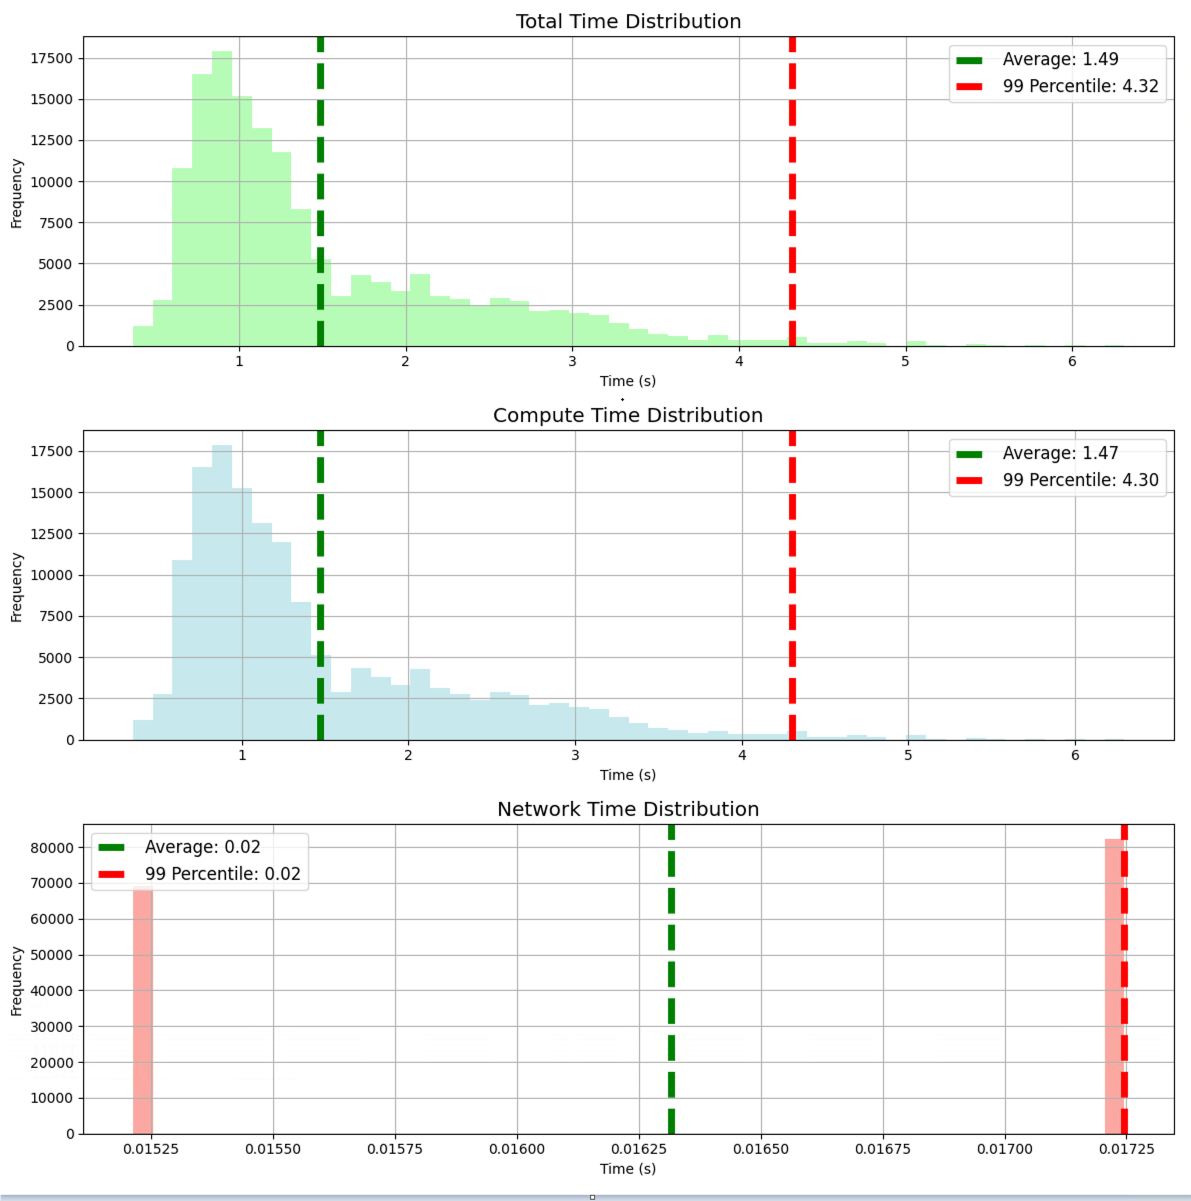 Total Time Distribution
17500
15000
12500
10000
7500
5000
2500
0
Frequency
Average: 1.49
99 Percentile: 4.32
1 2 3 4 5 6
Time (s)
Compute Time Distribution
17500
15000
12500
10000
7500
5000
2500
0
Frequency
Average: 1.47
99 Percentile: 4.30
1 2 3 4 5 6
Time (s)
Network Time Distribution
80000
70000
60000
50000
40000
30000
20000
10000
0
Frequency
Average: 0.02
99 Percentile: 0.02
0.01525 0.01550 0.01575 0.01600 0.01625 0.01650 0.01675 0.01700 0.01725
Time (s)